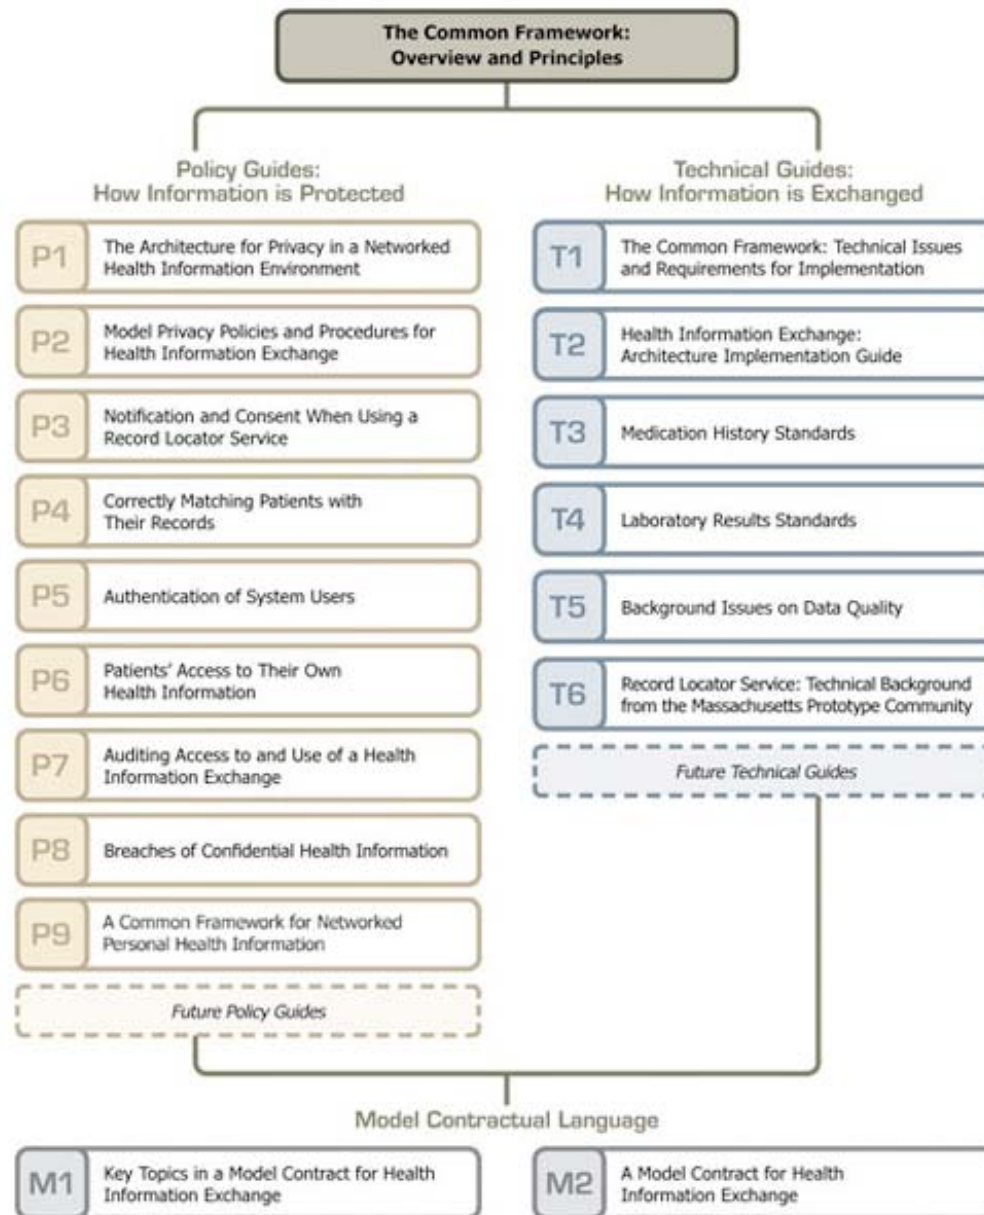 The Common Framework:
Overview and Principles
Policy Guides:
How Information is Protected
P1
The Architecture for Privacy in a Networked
Health Information Environment
P2
Model Privacy Policies and Procedures for
Health Information Exchange
P3
Notification and Consent When Using a
Record Locator Service
P4
Correctly Matching Patients with
Their Records
P5
Authentication of System Users
P6
Patients' Access to Their Own
Health Information
P7
Auditing Access to and Use of a Health
Information Exchange
P8
Breaches of Confidential Health Information
P9
A Common Framework for Networked
Personal Health Information
Future Policy Guides
Technical Guides:
How Information is Exchanged
T1
The Common Framework: Technical Issues
and Requirements for Implementation
T2
Health Information Exchange:
Architecture Implementation Guide
T3
Medication History Standards
T4
Laboratory Results Standards
T5
Background Issues on Data Quality
T6
Record Locator Service: Technical Background
from the Massachusetts Prototype Community
Future Technical Guides
Model Contractual Language
M1
Key Topics in a Model Contract for Health
Information Exchange
M2
A Model Contract for Health
Information Exchange